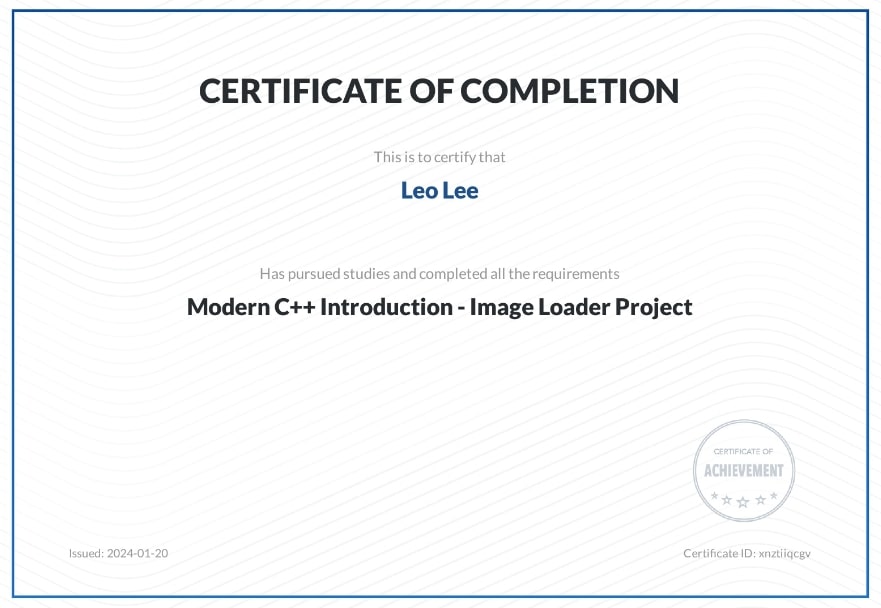 CERTIFICATE OF COMPLETION
This is to certify that
Leo Lee
Has pursued studies and completed all the requirements
Modern C++ Introduction - Image Loader Project
CERTIFICATE OF
ACHIEVEMENT
Issued: 2024-01-20
Certificate ID: xnztiiqcgv